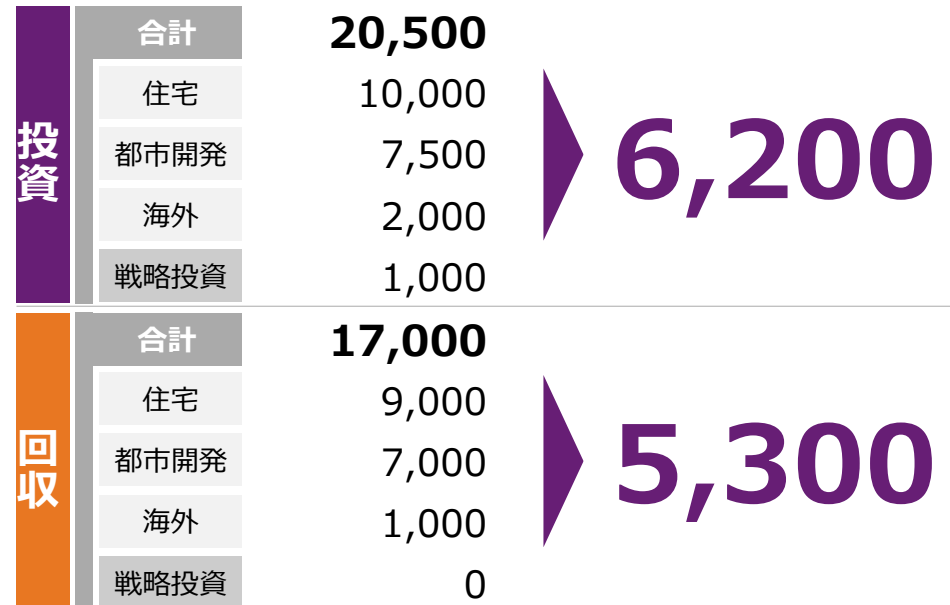 投資
合計 20,500
住宅 10,000
都市開発 7,500
海外 2,000
戦略投資 1,000
6,200
回収
合計 17,000
住宅 9,000
都市開発 7,000
海外 1,000
戦略投資 0
5,300